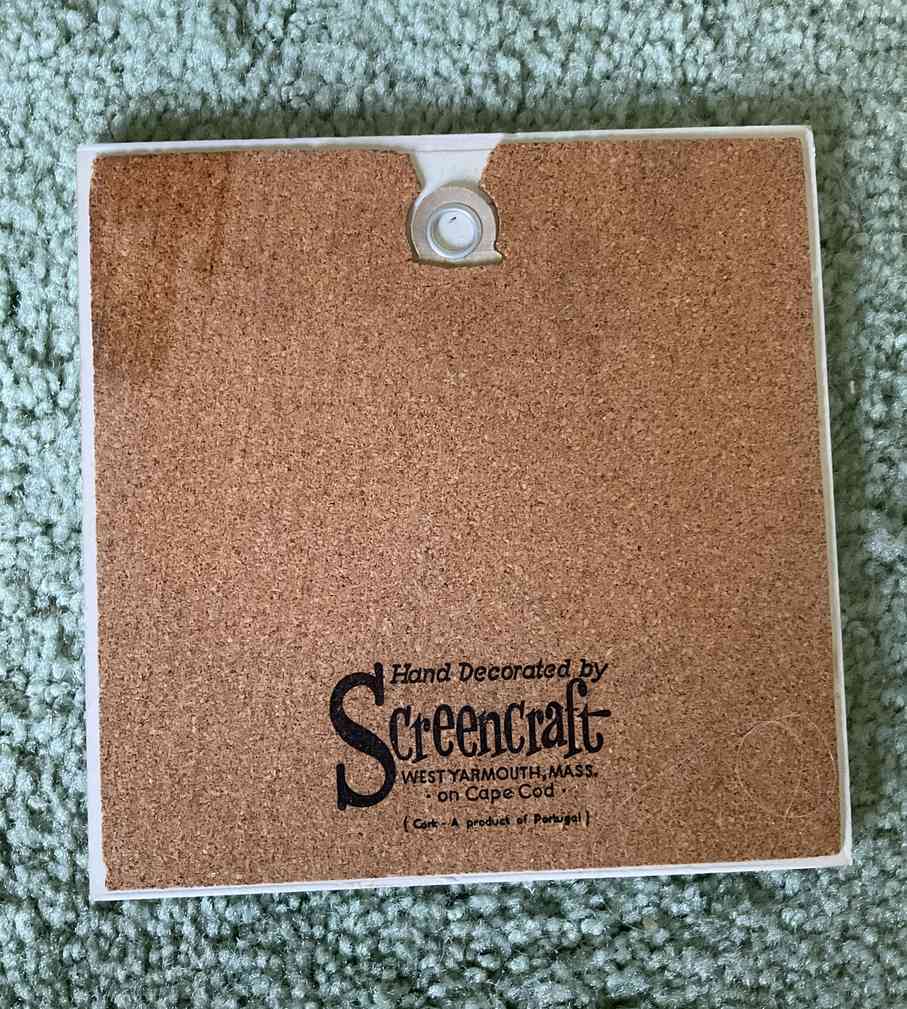 Hand Decorated by
Screencraft
WEST YARMOUTH, MASS.
· on Cape Cod ·
( Cork - A product of Portugal )